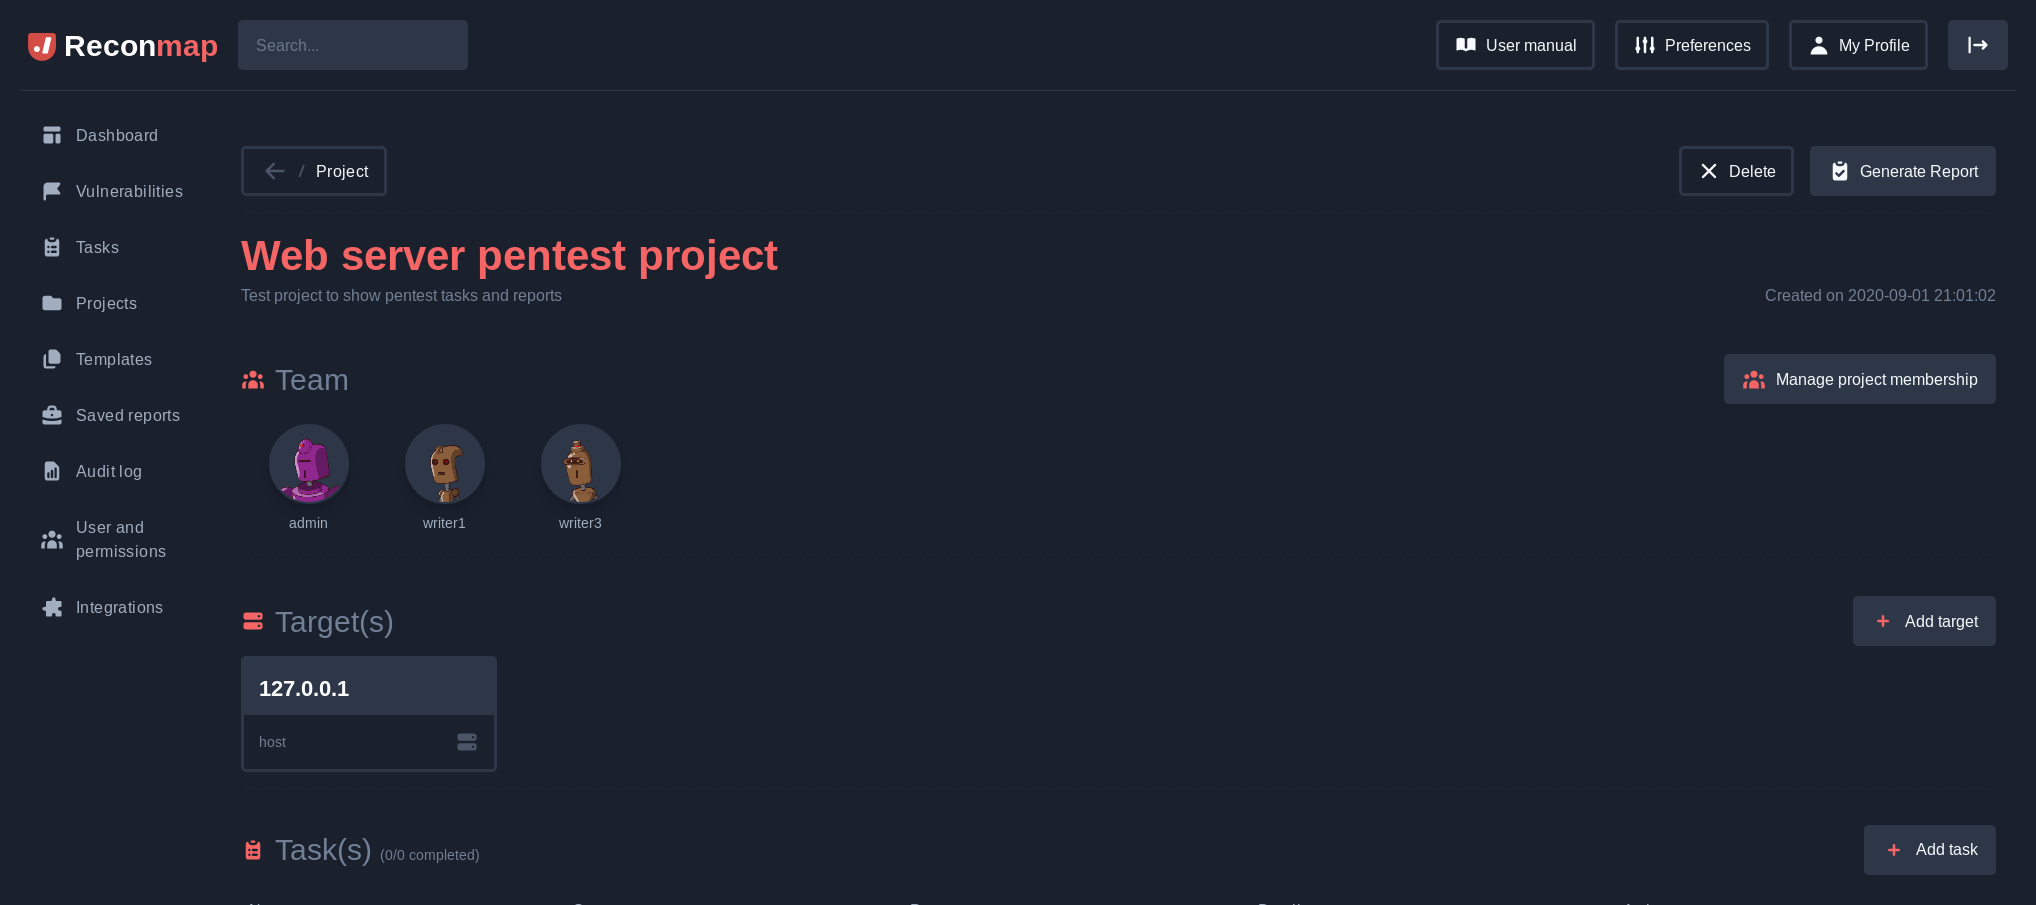 Reconmap
Search...
User manual
Preferences
My Profile
Dashboard
Vulnerabilities
Tasks
Projects
Templates
Saved reports
Audit log
User and
permissions
Integrations
/ Project
Delete
Generate Report
Web server pentest project
Test project to show pentest tasks and reports
Created on 2020-09-01 21:01:02
Team
Manage project membership
admin
writer1
writer3
Target(s)
Add target
127.0.0.1
host
Task(s) (0/0 completed)
Add task